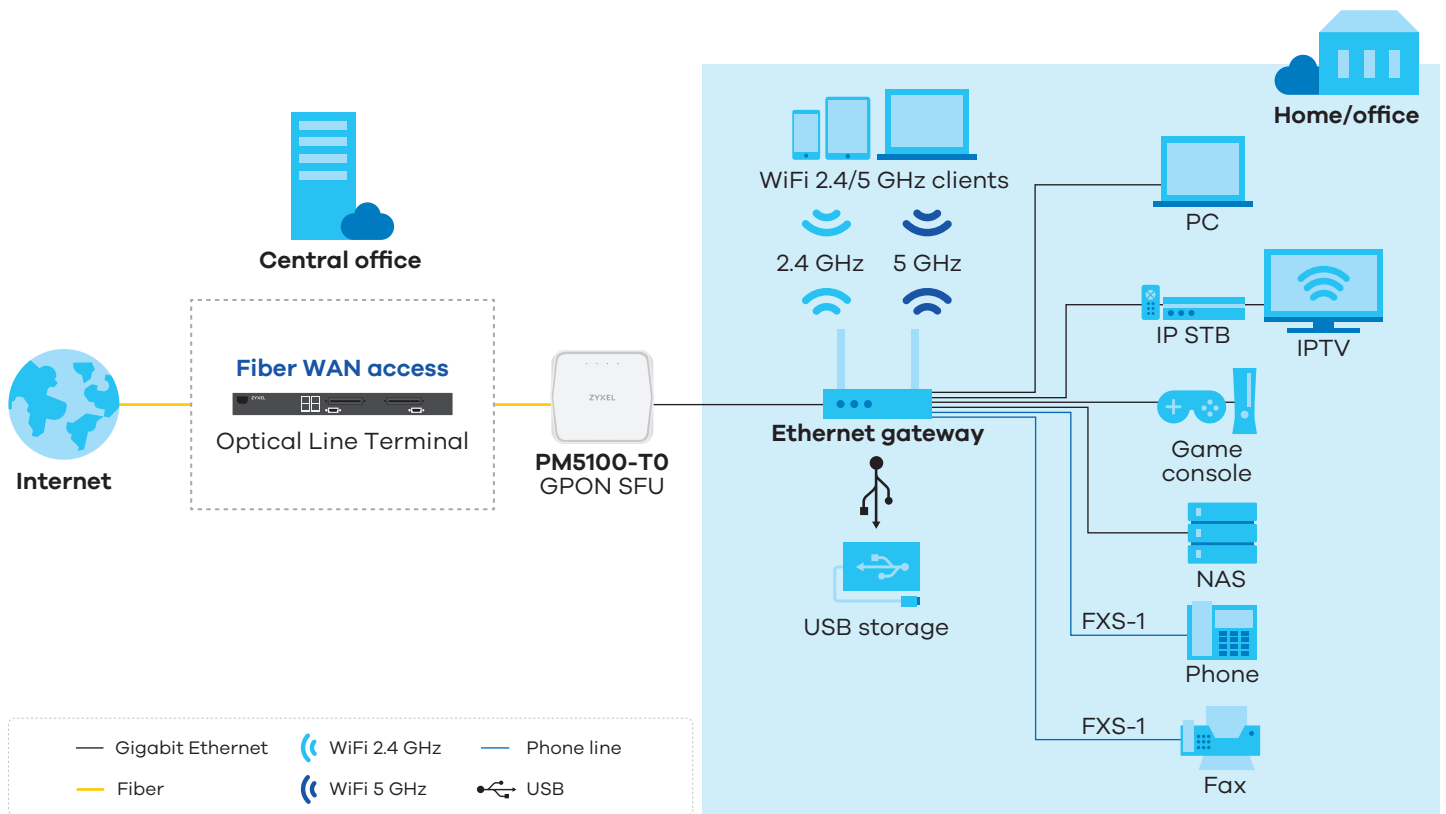 Home/office
WiFi 2.4/5 GHz clients
PC
Central office
2.4 GHz
5 GHz
IP STB
IPTV
Fiber WAN access
ZYXEL
Optical Line Terminal
ZYXEL
Internet
PM5100-T0
GPON SFU
Ethernet gateway
Game
console
NAS
USB storage
FXS-1
Phone
FXS-1
Fax
Gigabit Ethernet
WiFi 2.4 GHz
Phone line
Fiber
WiFi 5 GHz
USB